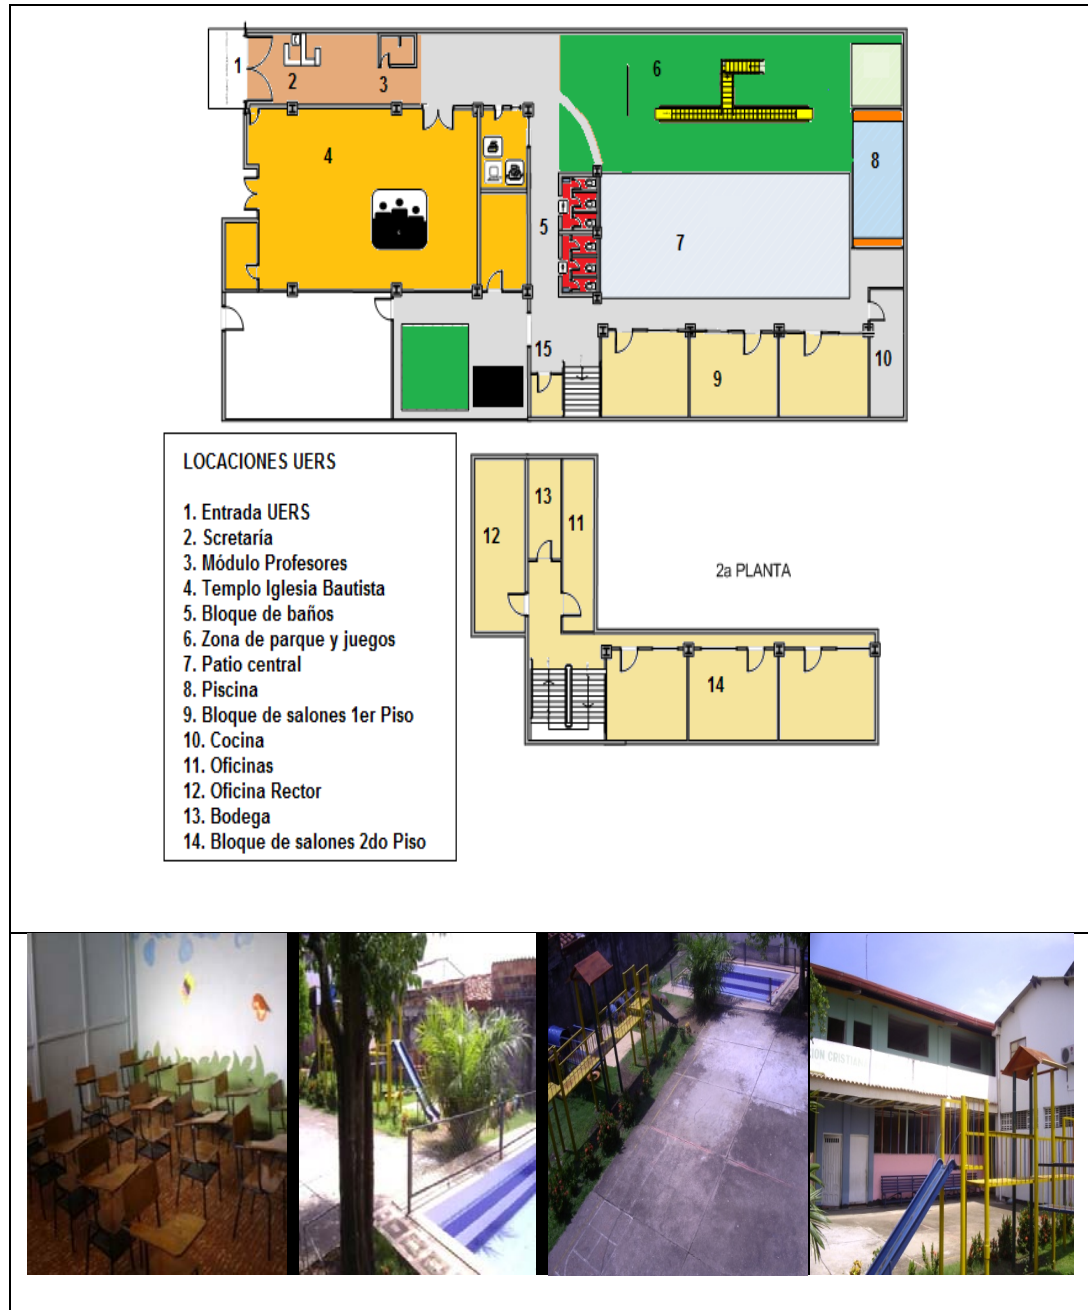 1
2
3
4
5
6
7
8
9
10
15
LOCACIONES UERS
1. Entrada UERS
2. Scretaría
3. Módulo Profesores
4. Templo Iglesia Bautista
5. Bloque de baños
6. Zona de parque y juegos
7. Patio central
8. Piscina
9. Bloque de salones 1er Piso
10. Cocina
11. Oficinas
12. Oficina Rector
13. Bodega
14. Bloque de salones 2do Piso
12
13
11
2a PLANTA
14
ION CRISTIA